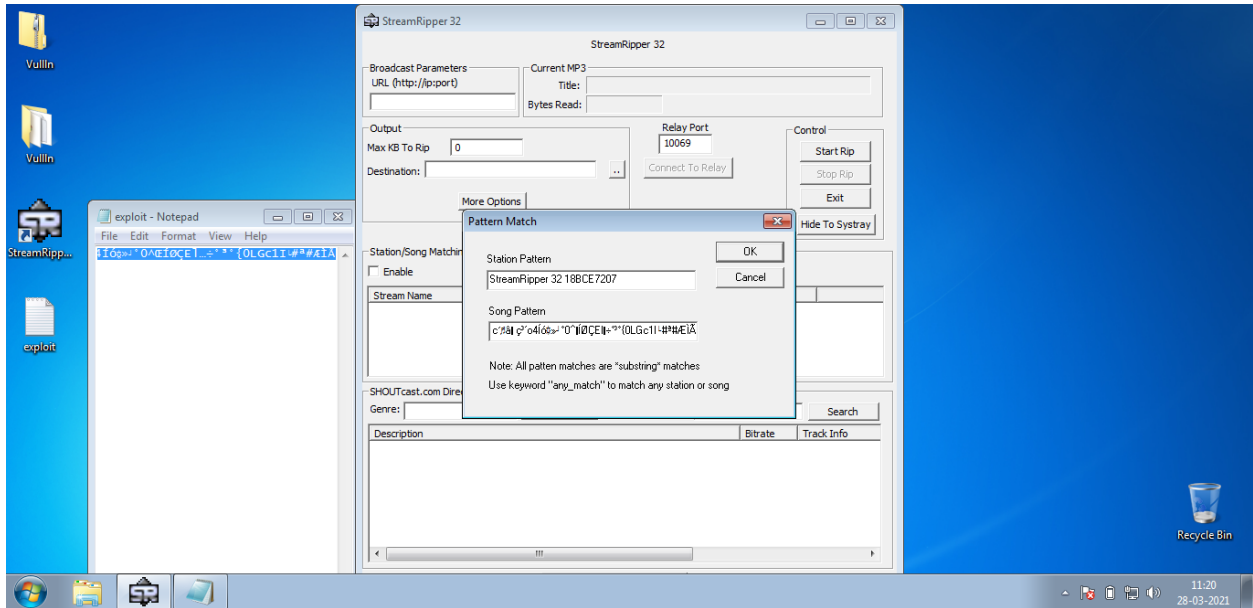 Vullln
Vullln
StreamRipp...
exploit
exploit - Notepad
File Edit Format View Help
StreamRipper 32
StreamRipper 32
Broadcast Parameters
URL (http://ip:port)
Current MP3
Title:
Bytes Read:
Output
Max KB To Rip 0
Destination:
..
More Options
Relay Port
10069
Connect To Relay
Control
Start Rip
Stop Rip
Exit
Hide To Systray
Station/Song Matchin
Enable
Stream Name
Pattern Match
Station Pattern
StreamRipper 32 18BCE7207
Song Pattern
OK
Cancel
Note: All patten matches are *substring* matches
Use keyword "any_match" to match any station or song
SHOUTcast.com Dire
Genre:
Search
Description
Bitrate
Track Info
Recycle Bin
11:20
28-03-2021